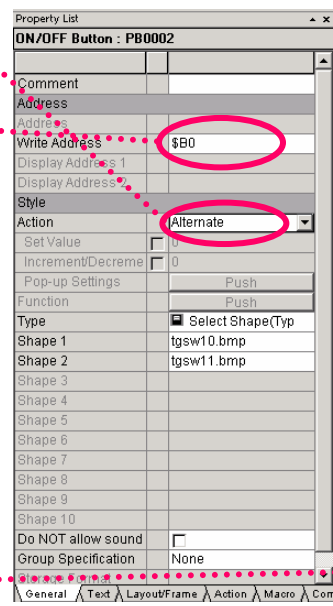 Property List
ON/OFF Button : PB0002
Comment
Address
Address
Write Address $B0
Display Address 1
Display Address 2
Style
Action Alternate
Set Value 0
Increment/Decreme 0
Pop-up Settings Push
Function Push
Type Select Shape(Typ
Shape 1 tgsw10.bmp
Shape 2 tgsw11.bmp
Shape 3
Shape 4
Shape 5
Shape 6
Shape 7
Shape 8
Shape 9
Shape 10
Do NOT allow sound
Group Specification None
Storage Format
General Text Layout/Frame Action Macro Con